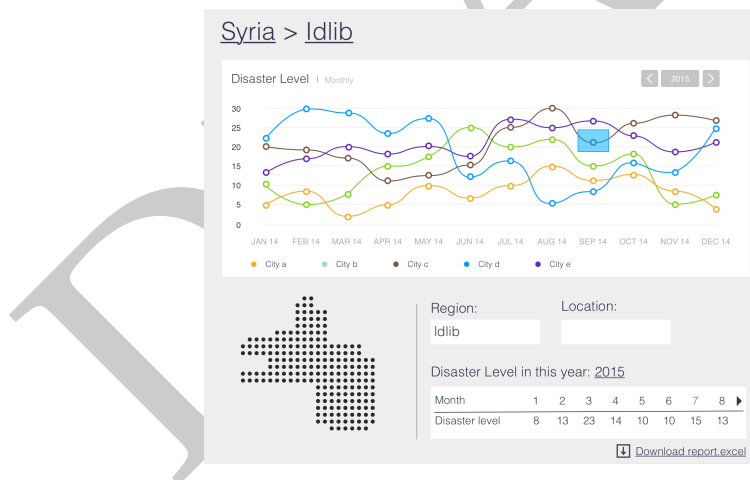 Syria > Idlib
Disaster Level | Monthly
2015
30
25
20
15
10
5
0
JAN 14 FEB 14 MAR 14 APR 14 MAY 14 JUN 14 JUL 14 AUG 14 SEP 14 OCT 14 NOV 14 DEC 14
City a City b City c City d City e
Region: Location:
Idlib
Disaster Level in this year: 2015
Month 1 2 3 4 5 6 7 8
Disaster level 8 13 23 14 10 10 15 13
Download report.excel